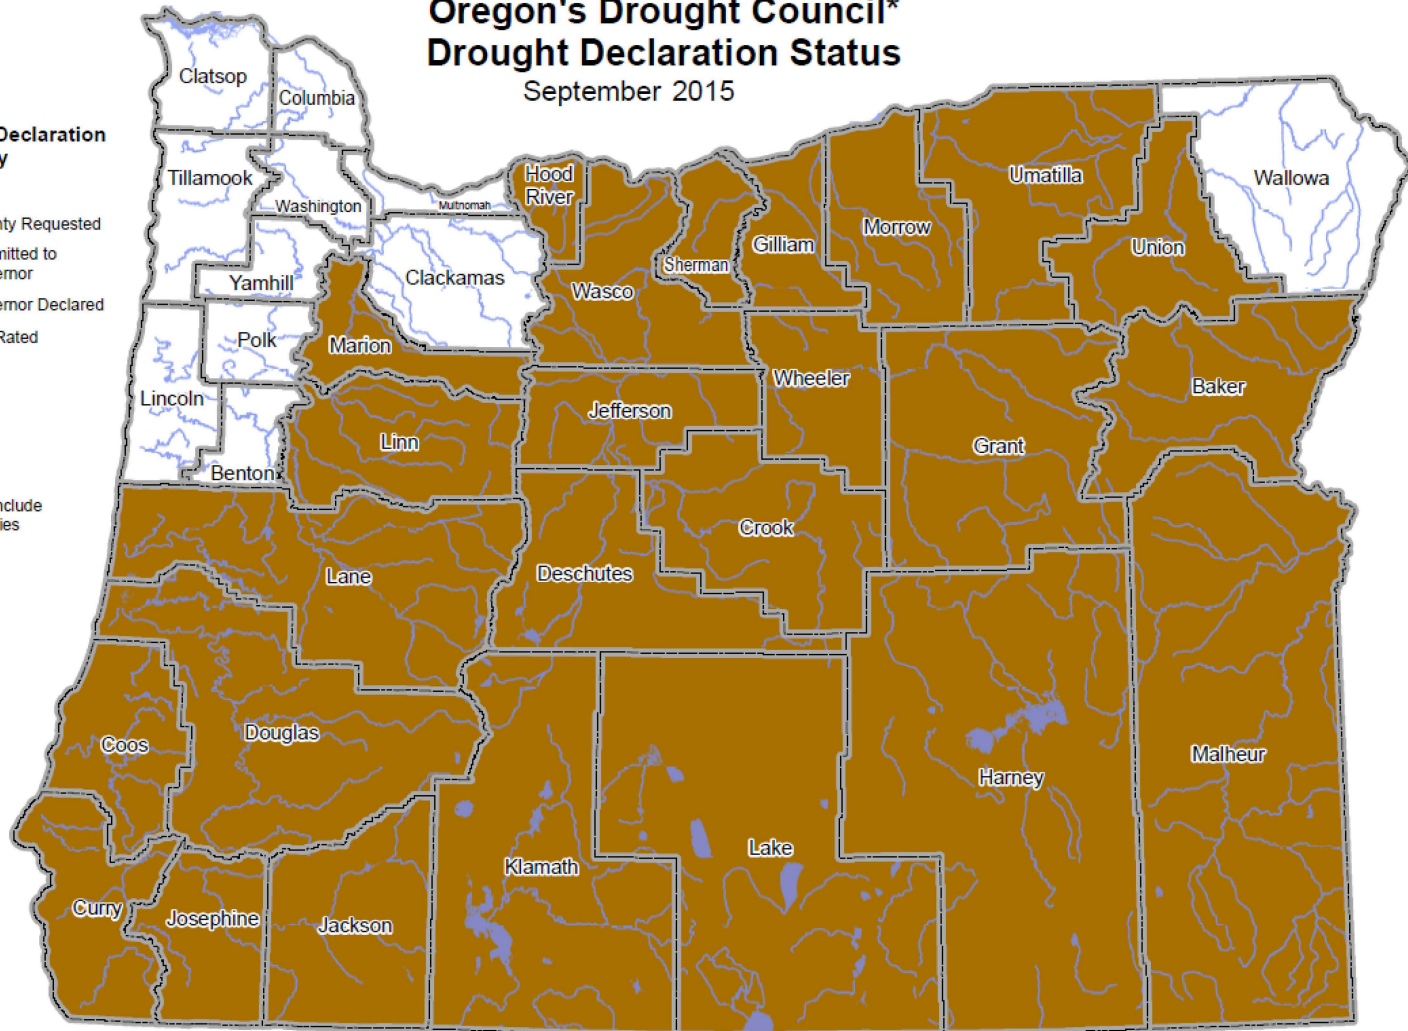 Oregon's Drought Council*
Drought Declaration Status
September 2015
Declaration
y
nty Requested
mitted to
ernor
ernor Declared
Rated
nclude
ies
Clatsop
Columbia
Tillamook
Washington
Multnomah
Hood
River
Yamhill
Clackamas
Wasco
Sherman
Gilliam
Morrow
Umatilla
Union
Wallowa
Polk
Marion
Lincoln
Benton
Linn
Jefferson
Wheeler
Grant
Baker
Crook
Deschutes
Lane
Coos
Douglas
Harney
Malheur
Klamath
Lake
Curry
Josephine
Jackson